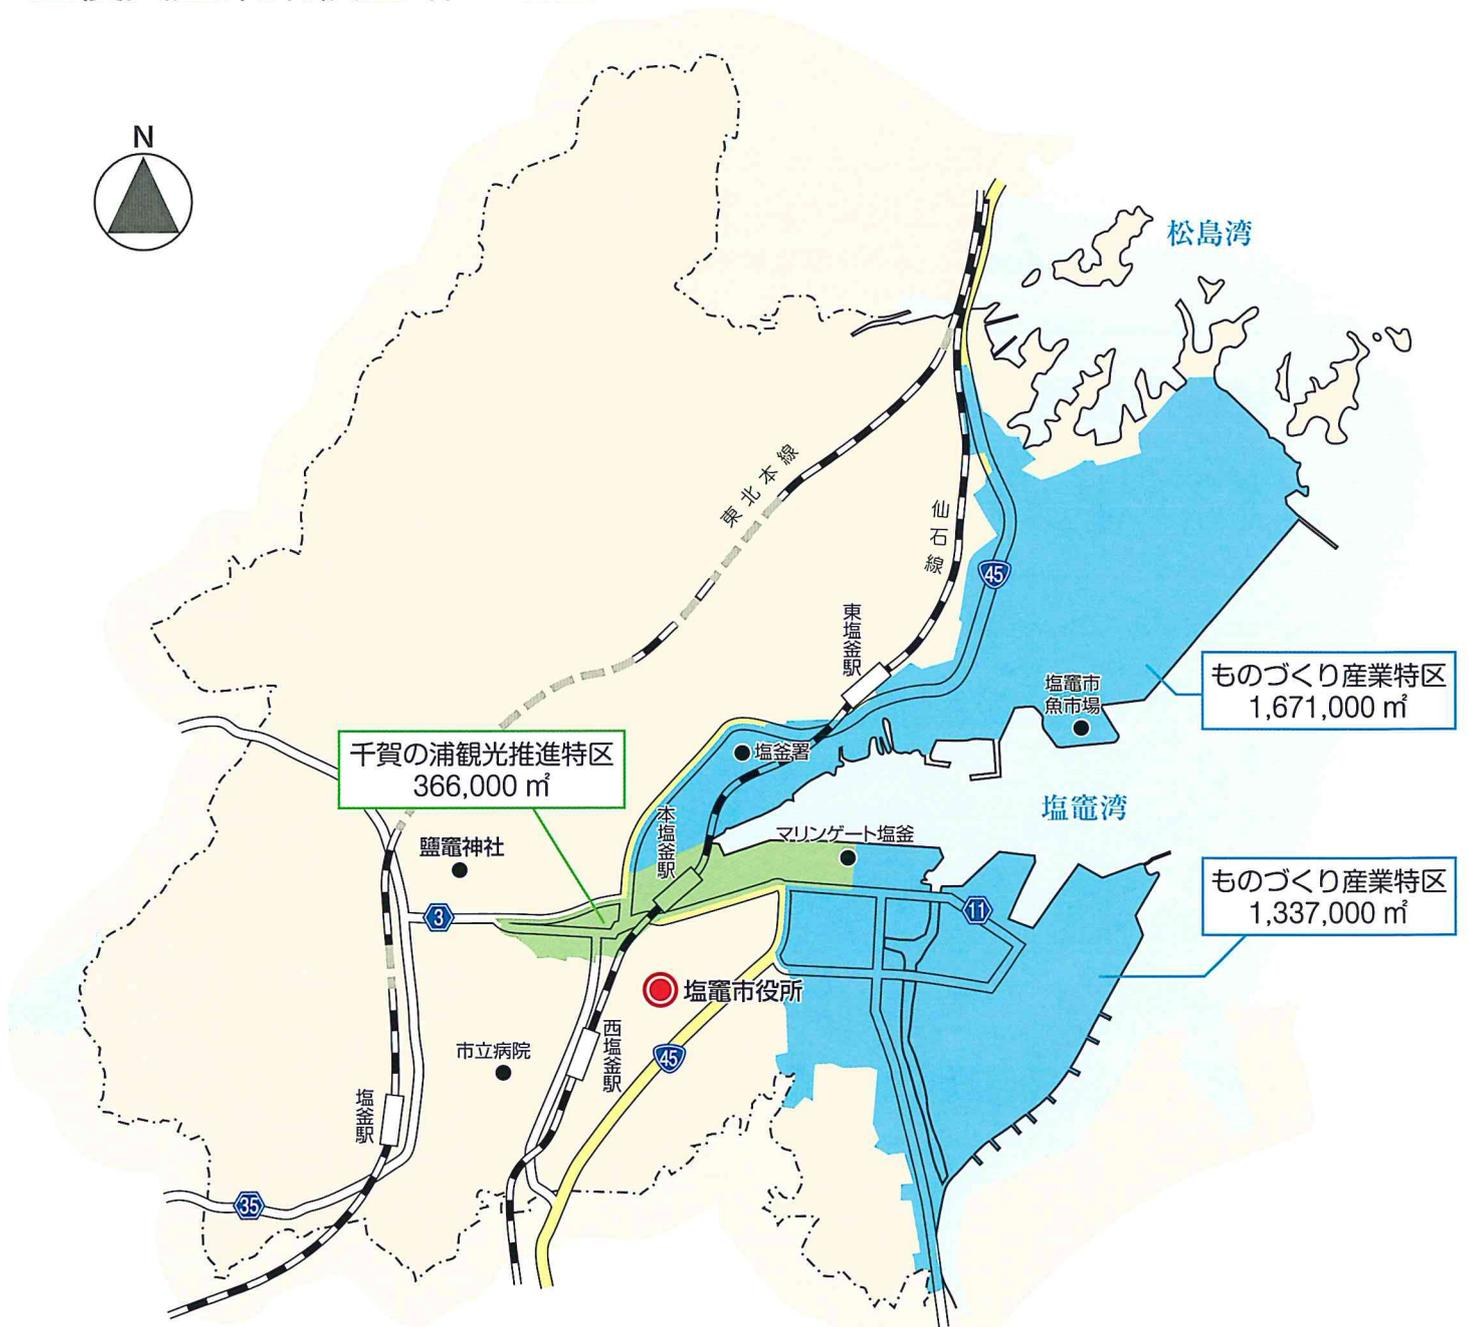 N
松島湾
東北本線
仙石線
45
東塩釜駅
塩竈市
魚市場
ものづくり産業特区
1,671,000 ㎡
千賀の浦観光推進特区
366,000 ㎡
塩釜署
塩竈湾
本塩釜駅
マリンゲート塩釜
鹽竈神社
ものづくり産業特区
1,337,000 ㎡
3
11
塩竈市役所
市立病院
西塩釜駅
45
塩釜駅
35